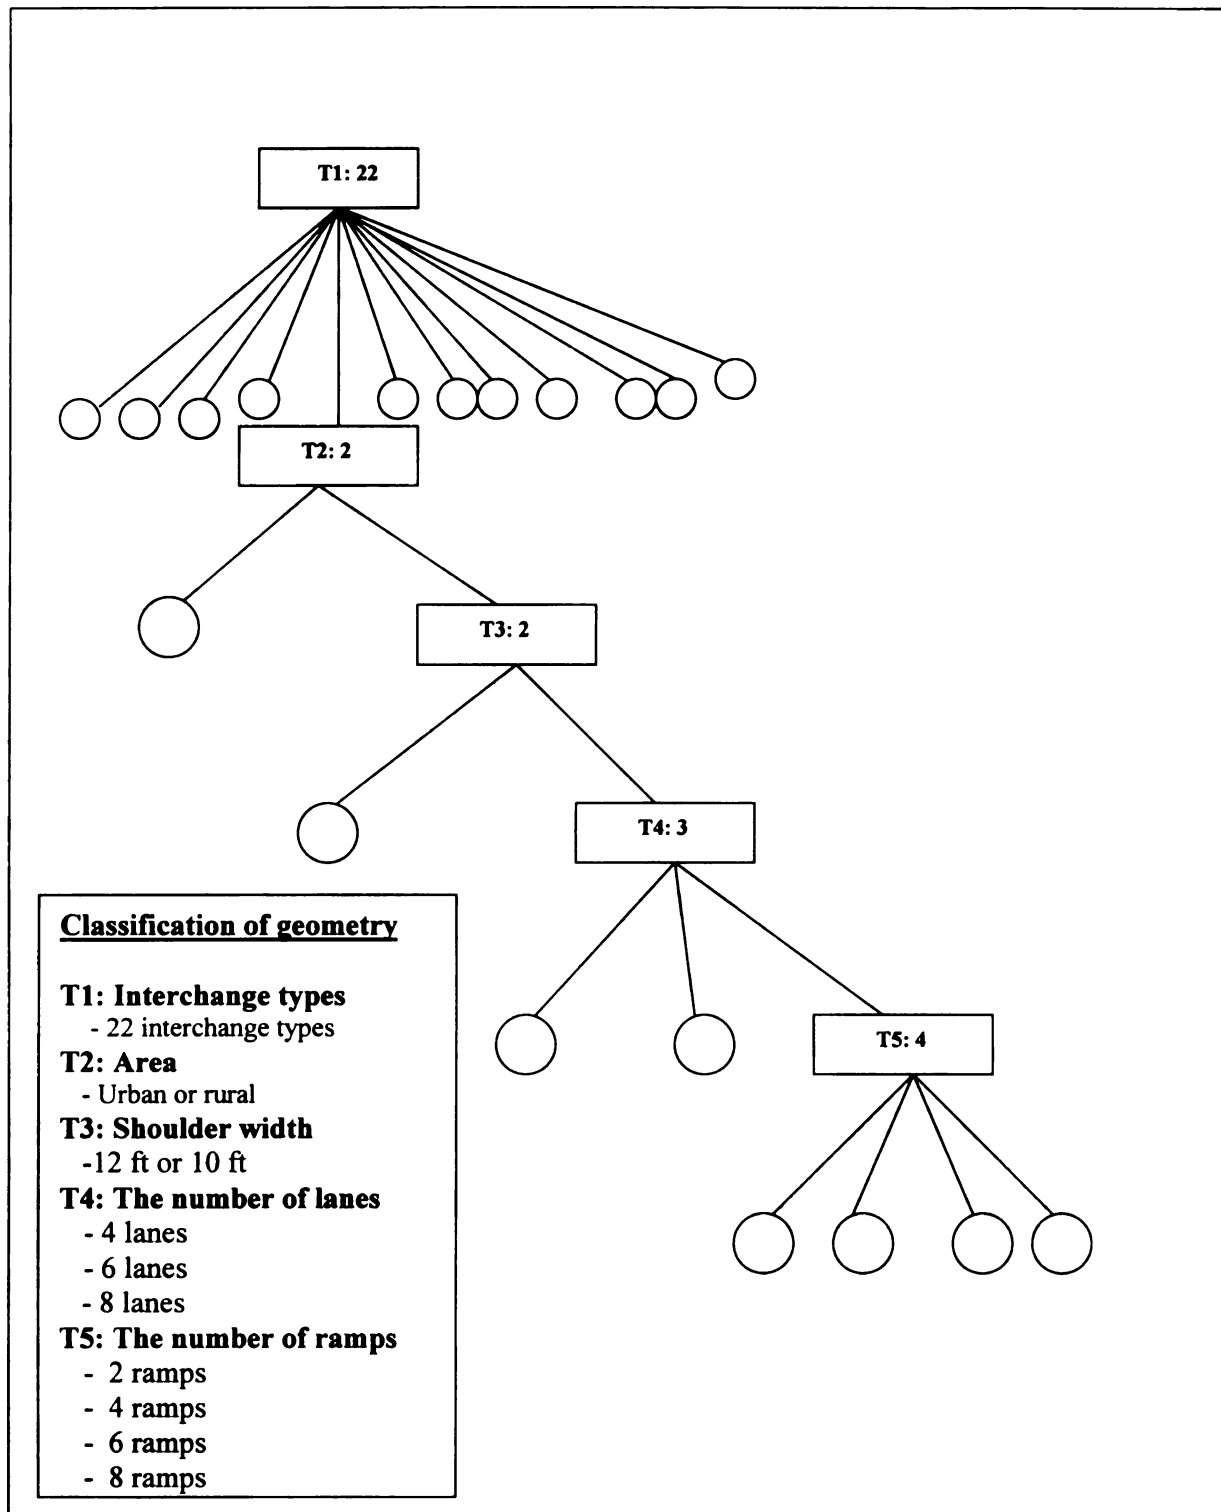 T1: 22
T2: 2
T3: 2
T4: 3
T5: 4
Classification of geometry
T1: Interchange types
- 22 interchange types
T2: Area
- Urban or rural
T3: Shoulder width
-12 ft or 10 ft
T4: The number of lanes
- 4 lanes
- 6 lanes
- 8 lanes
T5: The number of ramps
- 2 ramps
- 4 ramps
- 6 ramps
- 8 ramps